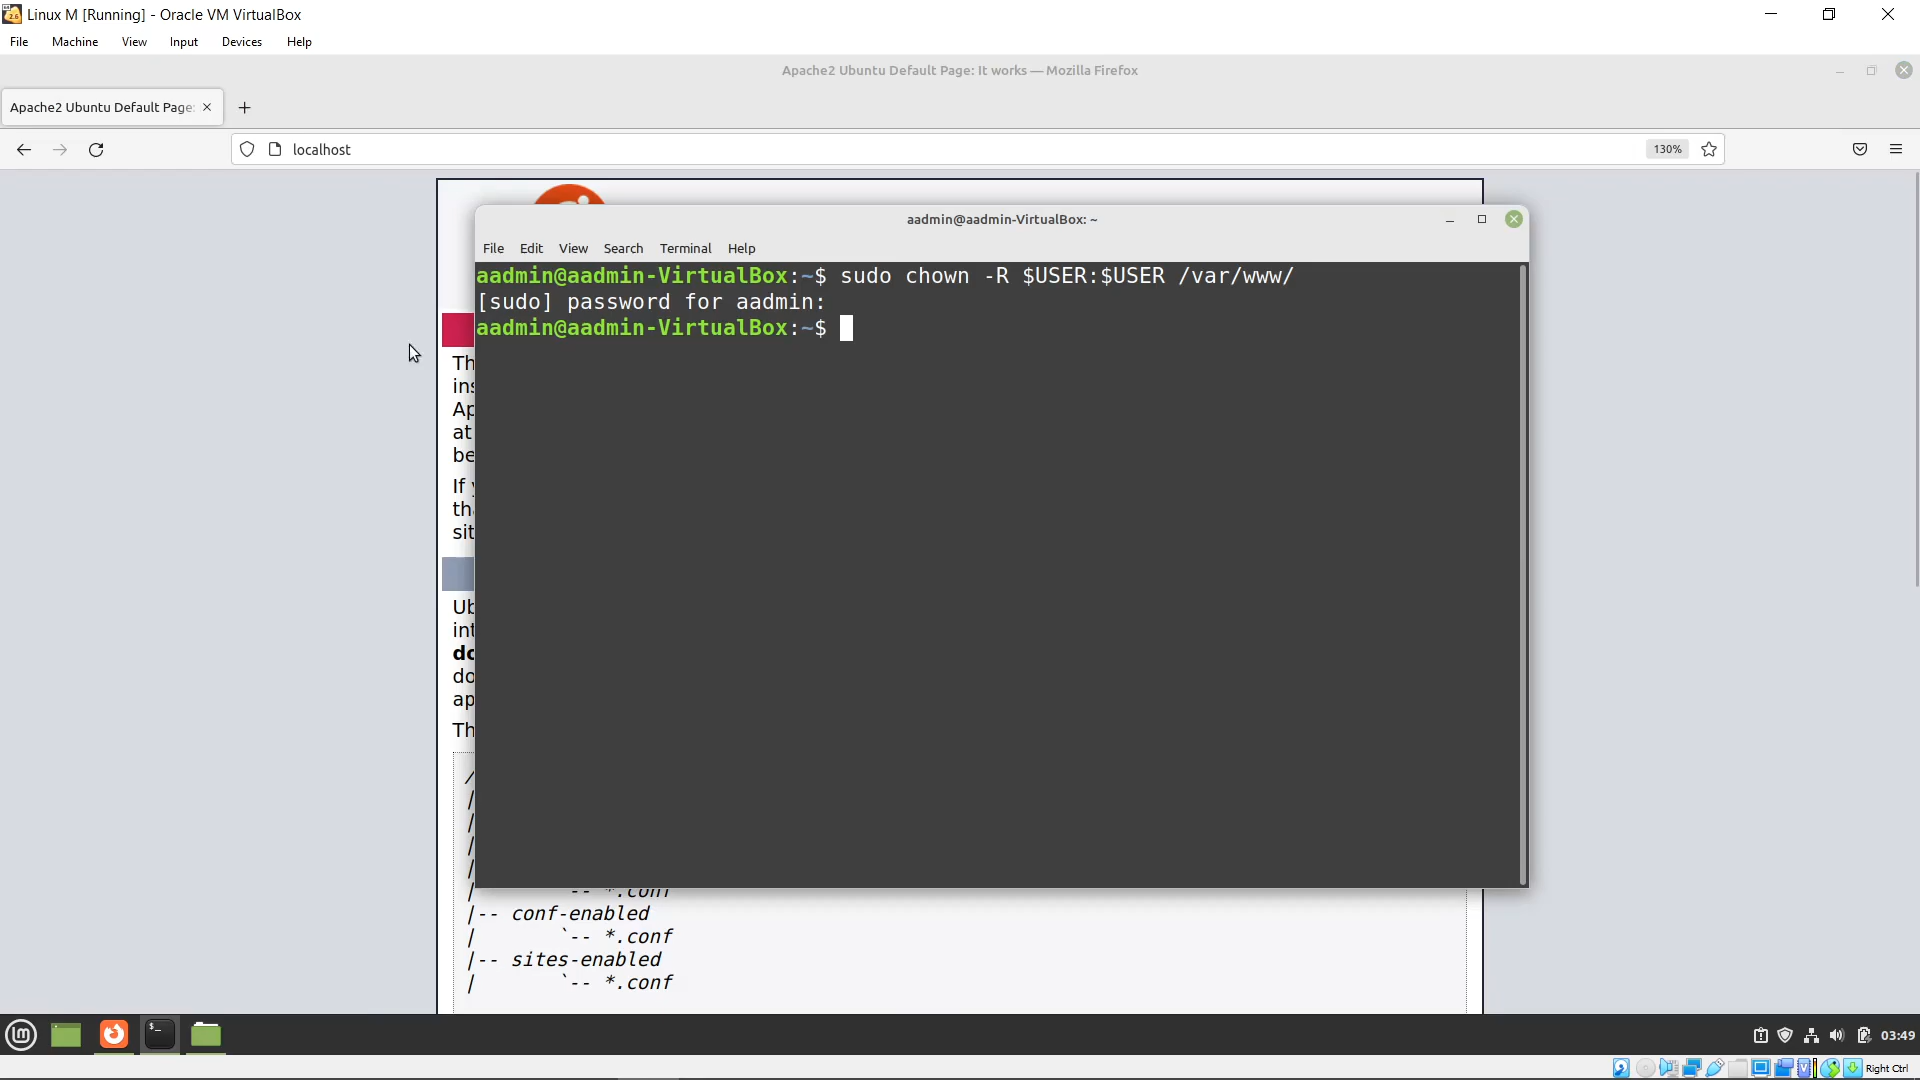 Linux M [Running] - Oracle VM VirtualBox
File Machine View Input Devices Help
Apache2 Ubuntu Default Page: It works — Mozilla Firefox
Apache2 Ubuntu Default Page:
localhost
130%
aadmin@aadmin-VirtualBox: ~
File Edit View Search Terminal Help
aadmin@aadmin-VirtualBox:~$ sudo chown -R $USER:$USER /var/www/
[sudo] password for aadmin:
aadmin@aadmin-VirtualBox:~$
Th
ins
Ap
at
be
If y
tha
sit
Ub
int
do
do
ap
Th
/
|
|
|
|
| `-- *.conf
|-- conf-enabled
| `-- *.conf
|-- sites-enabled
| `-- *.conf
03:49
Right Ctrl